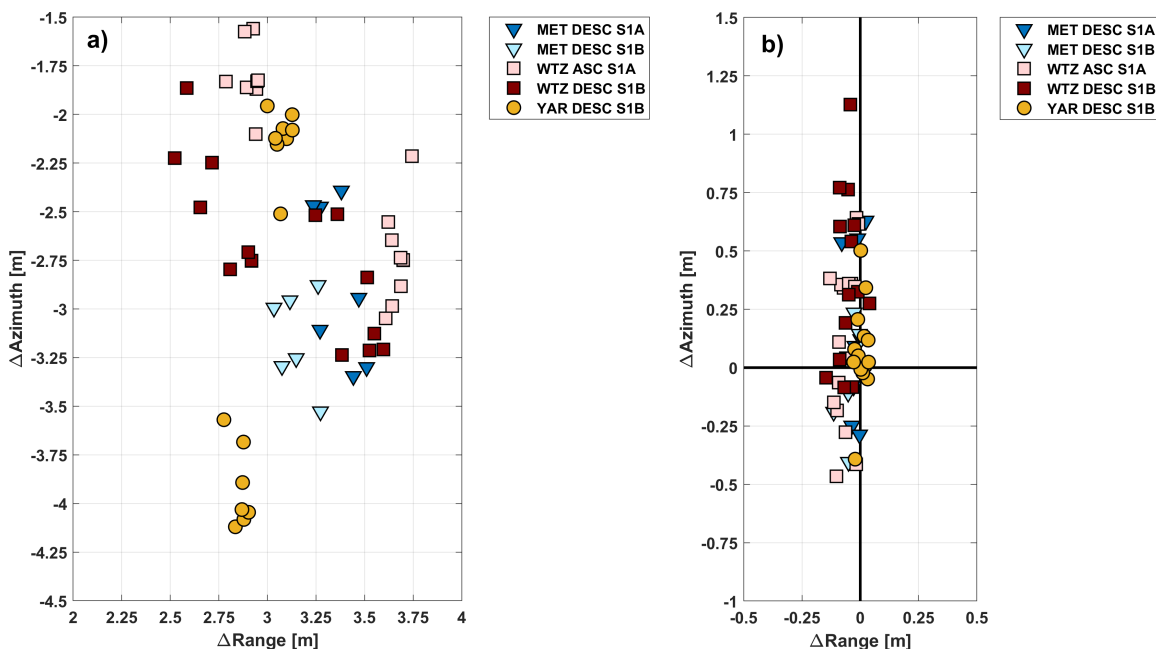 a)
-1.5
-1.75
-2
-2.25
-2.5
-2.75
-3
-3.25
-3.5
-3.75
-4
-4.25
-4.5
ΔAzimuth [m]
2
2.25
2.5
2.75
3
3.25
3.5
3.75
4
ΔRange [m]
MET DESC S1A
MET DESC S1B
WTZ ASC S1A
WTZ DESC S1B
YAR DESC S1B
b)
1.5
1.25
1
0.75
0.5
0.25
0
-0.25
-0.5
-0.75
-1
ΔAzimuth [m]
-0.5
-0.25
0
0.25
0.5
ΔRange [m]
MET DESC S1A
MET DESC S1B
WTZ ASC S1A
WTZ DESC S1B
YAR DESC S1B